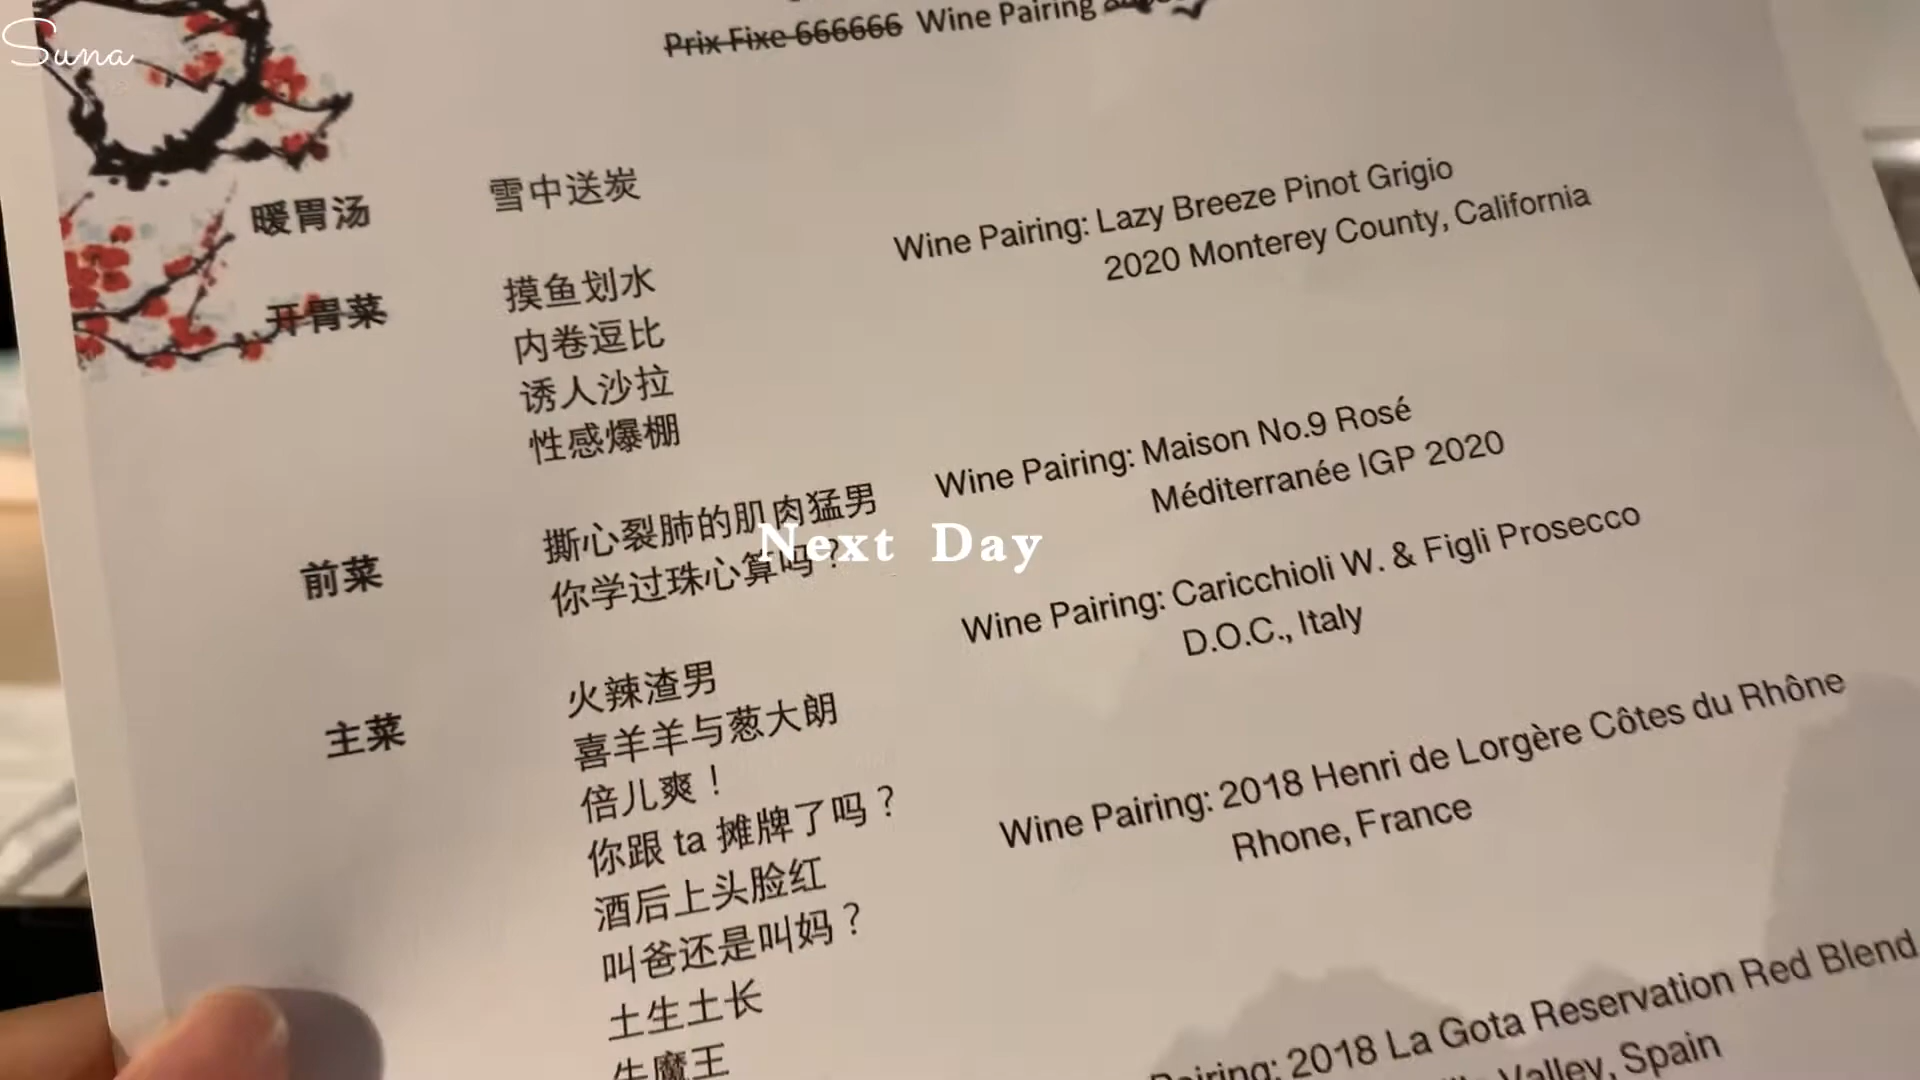 Suna
Prix Fixe 666666 Wine Pairing
暖胃汤
雪中送炭
Wine Pairing: Lazy Breeze Pinot Grigio
2020 Monterey County, California
开胃菜
摸鱼划水
内卷逗比
诱人沙拉
性感爆棚
Wine Pairing: Maison No.9 Rosé
Méditerranée IGP 2020
前菜
撕心裂肺的肌肉猛男
你学过珠心算吗？
Next Day
Wine Pairing: Caricchioli W. & Figli Prosecco
D.O.C., Italy
主菜
火辣渣男
喜羊羊与葱大朗
倍儿爽！
你跟 ta 摊牌了吗？
酒后上头脸红
叫爸还是叫妈？
土生土长
牛魔王
Wine Pairing: 2018 Henri de Lorgère Côtes du Rhône
Rhone, France
Pairing: 2018 La Gota Reservation Red Blend
Valley, Spain